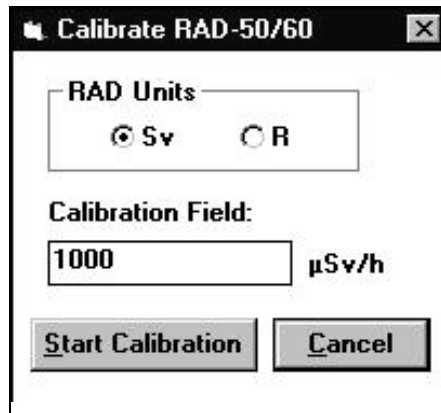 Calibrate RAD-50/60
RAD Units
Sv R
Calibration Field:
1000 µSv/h
Start Calibration Cancel